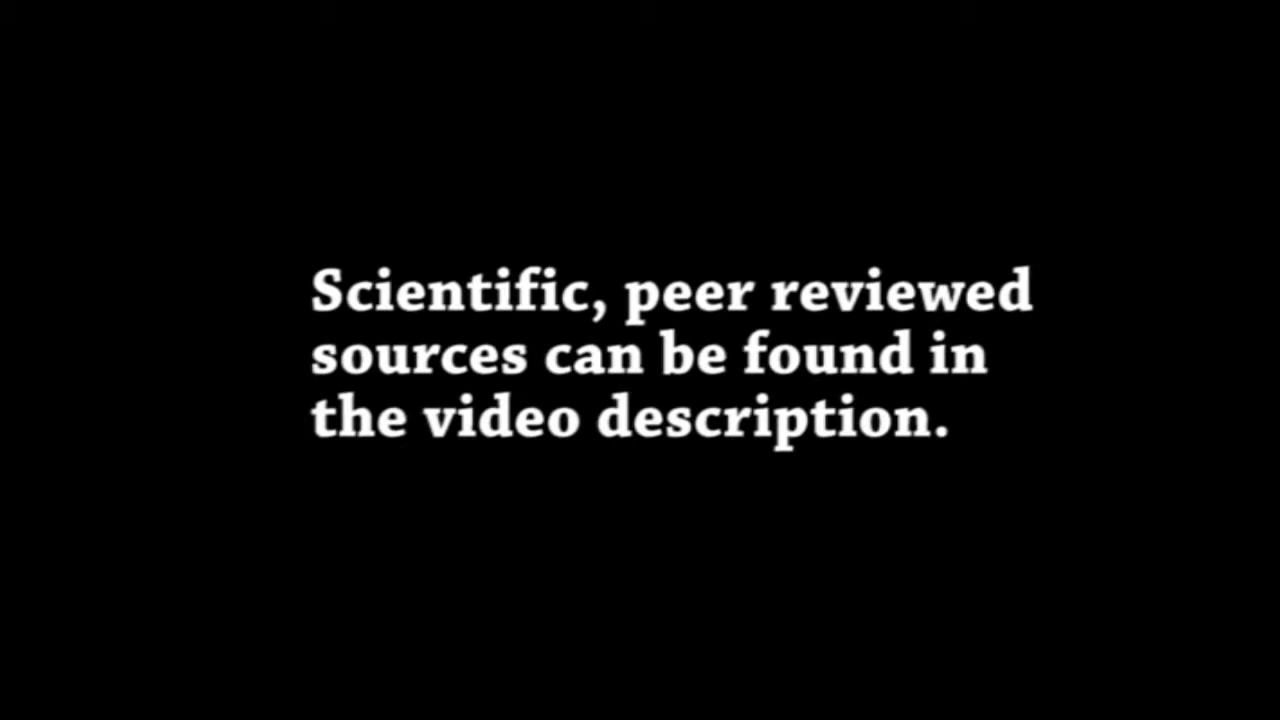 Scientific, peer reviewed
sources can be found in
the video description.